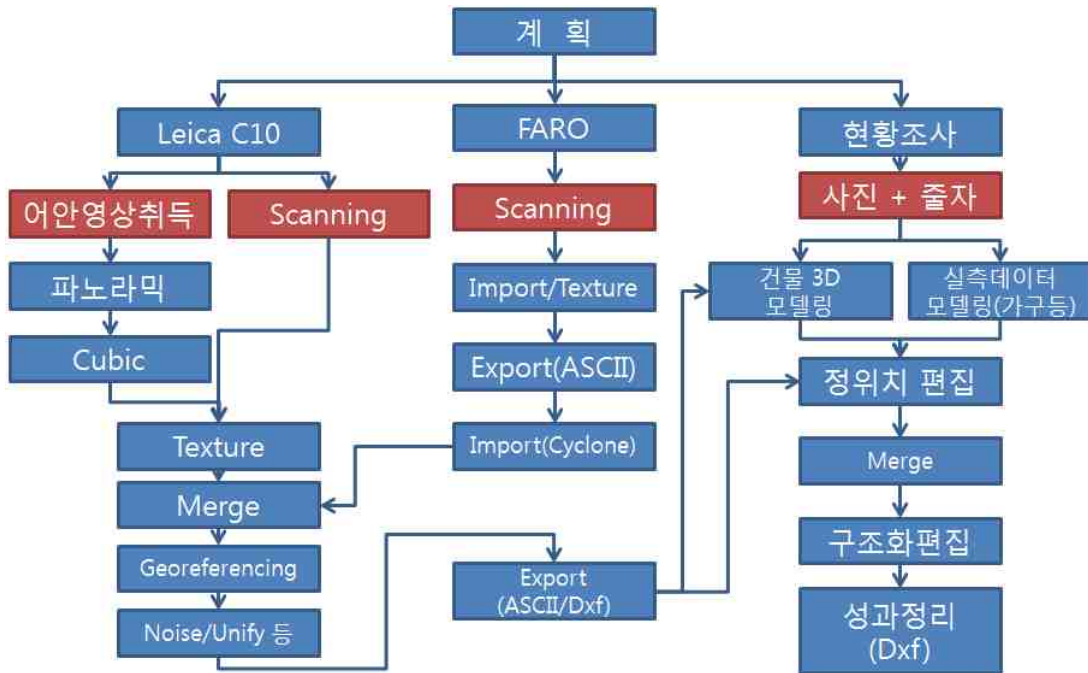 계 획
Leica C10
FARO
현황조사
어안영상취득
Scanning
Scanning
사진 + 줄자
파노라믹
Import/Texture
건물 3D
모델링
실측데이터
모델링(가구등)
Cubic
Export(ASCII)
정위치 편집
Texture
Import(Cyclone)
Merge
Merge
구조화편집
Georeferencing
Export
(ASCII/Dxf)
Noise/Unify 등
성과정리
(Dxf)